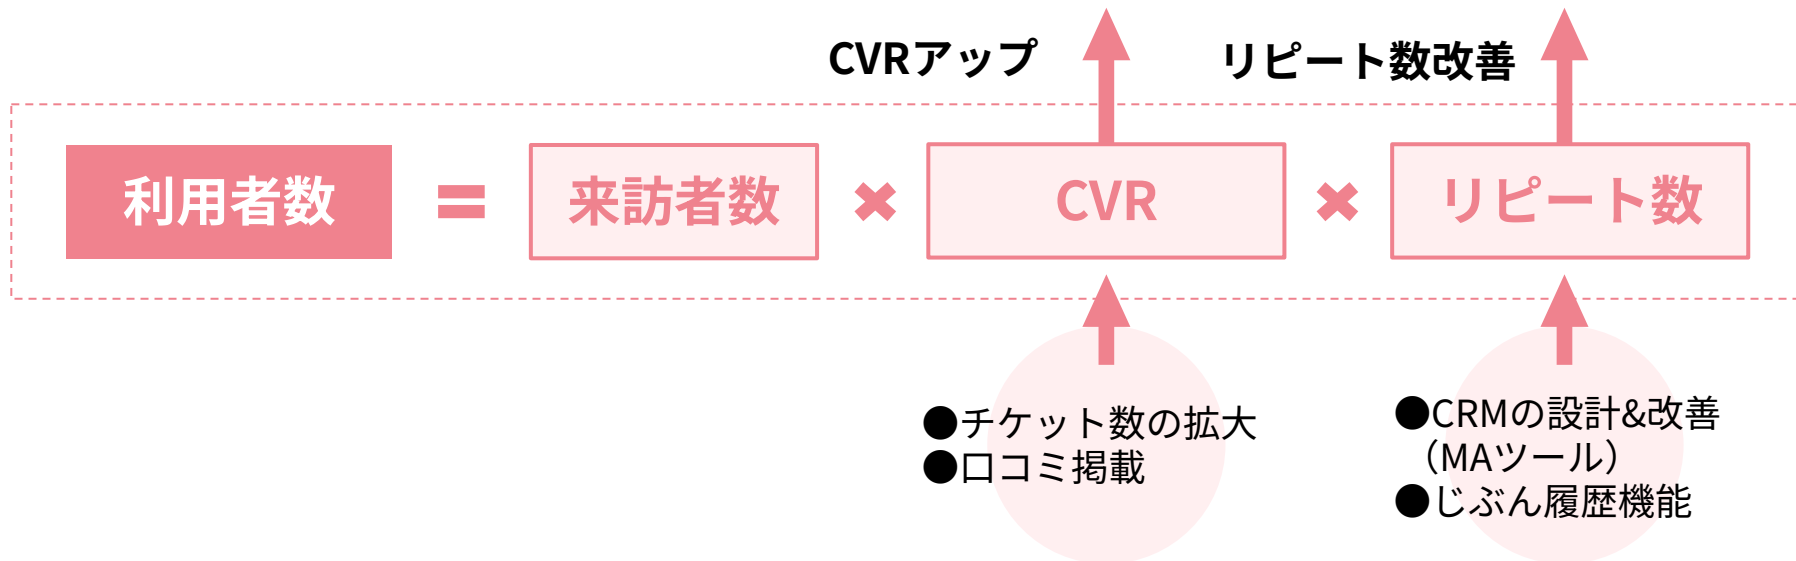 CVRアップ
リピート数改善
利用者数 = 来訪者数 × CVR × リピート数
●チケット数の拡大
●口コミ掲載
●CRMの設計&改善
（MAツール）
●じぶん履歴機能